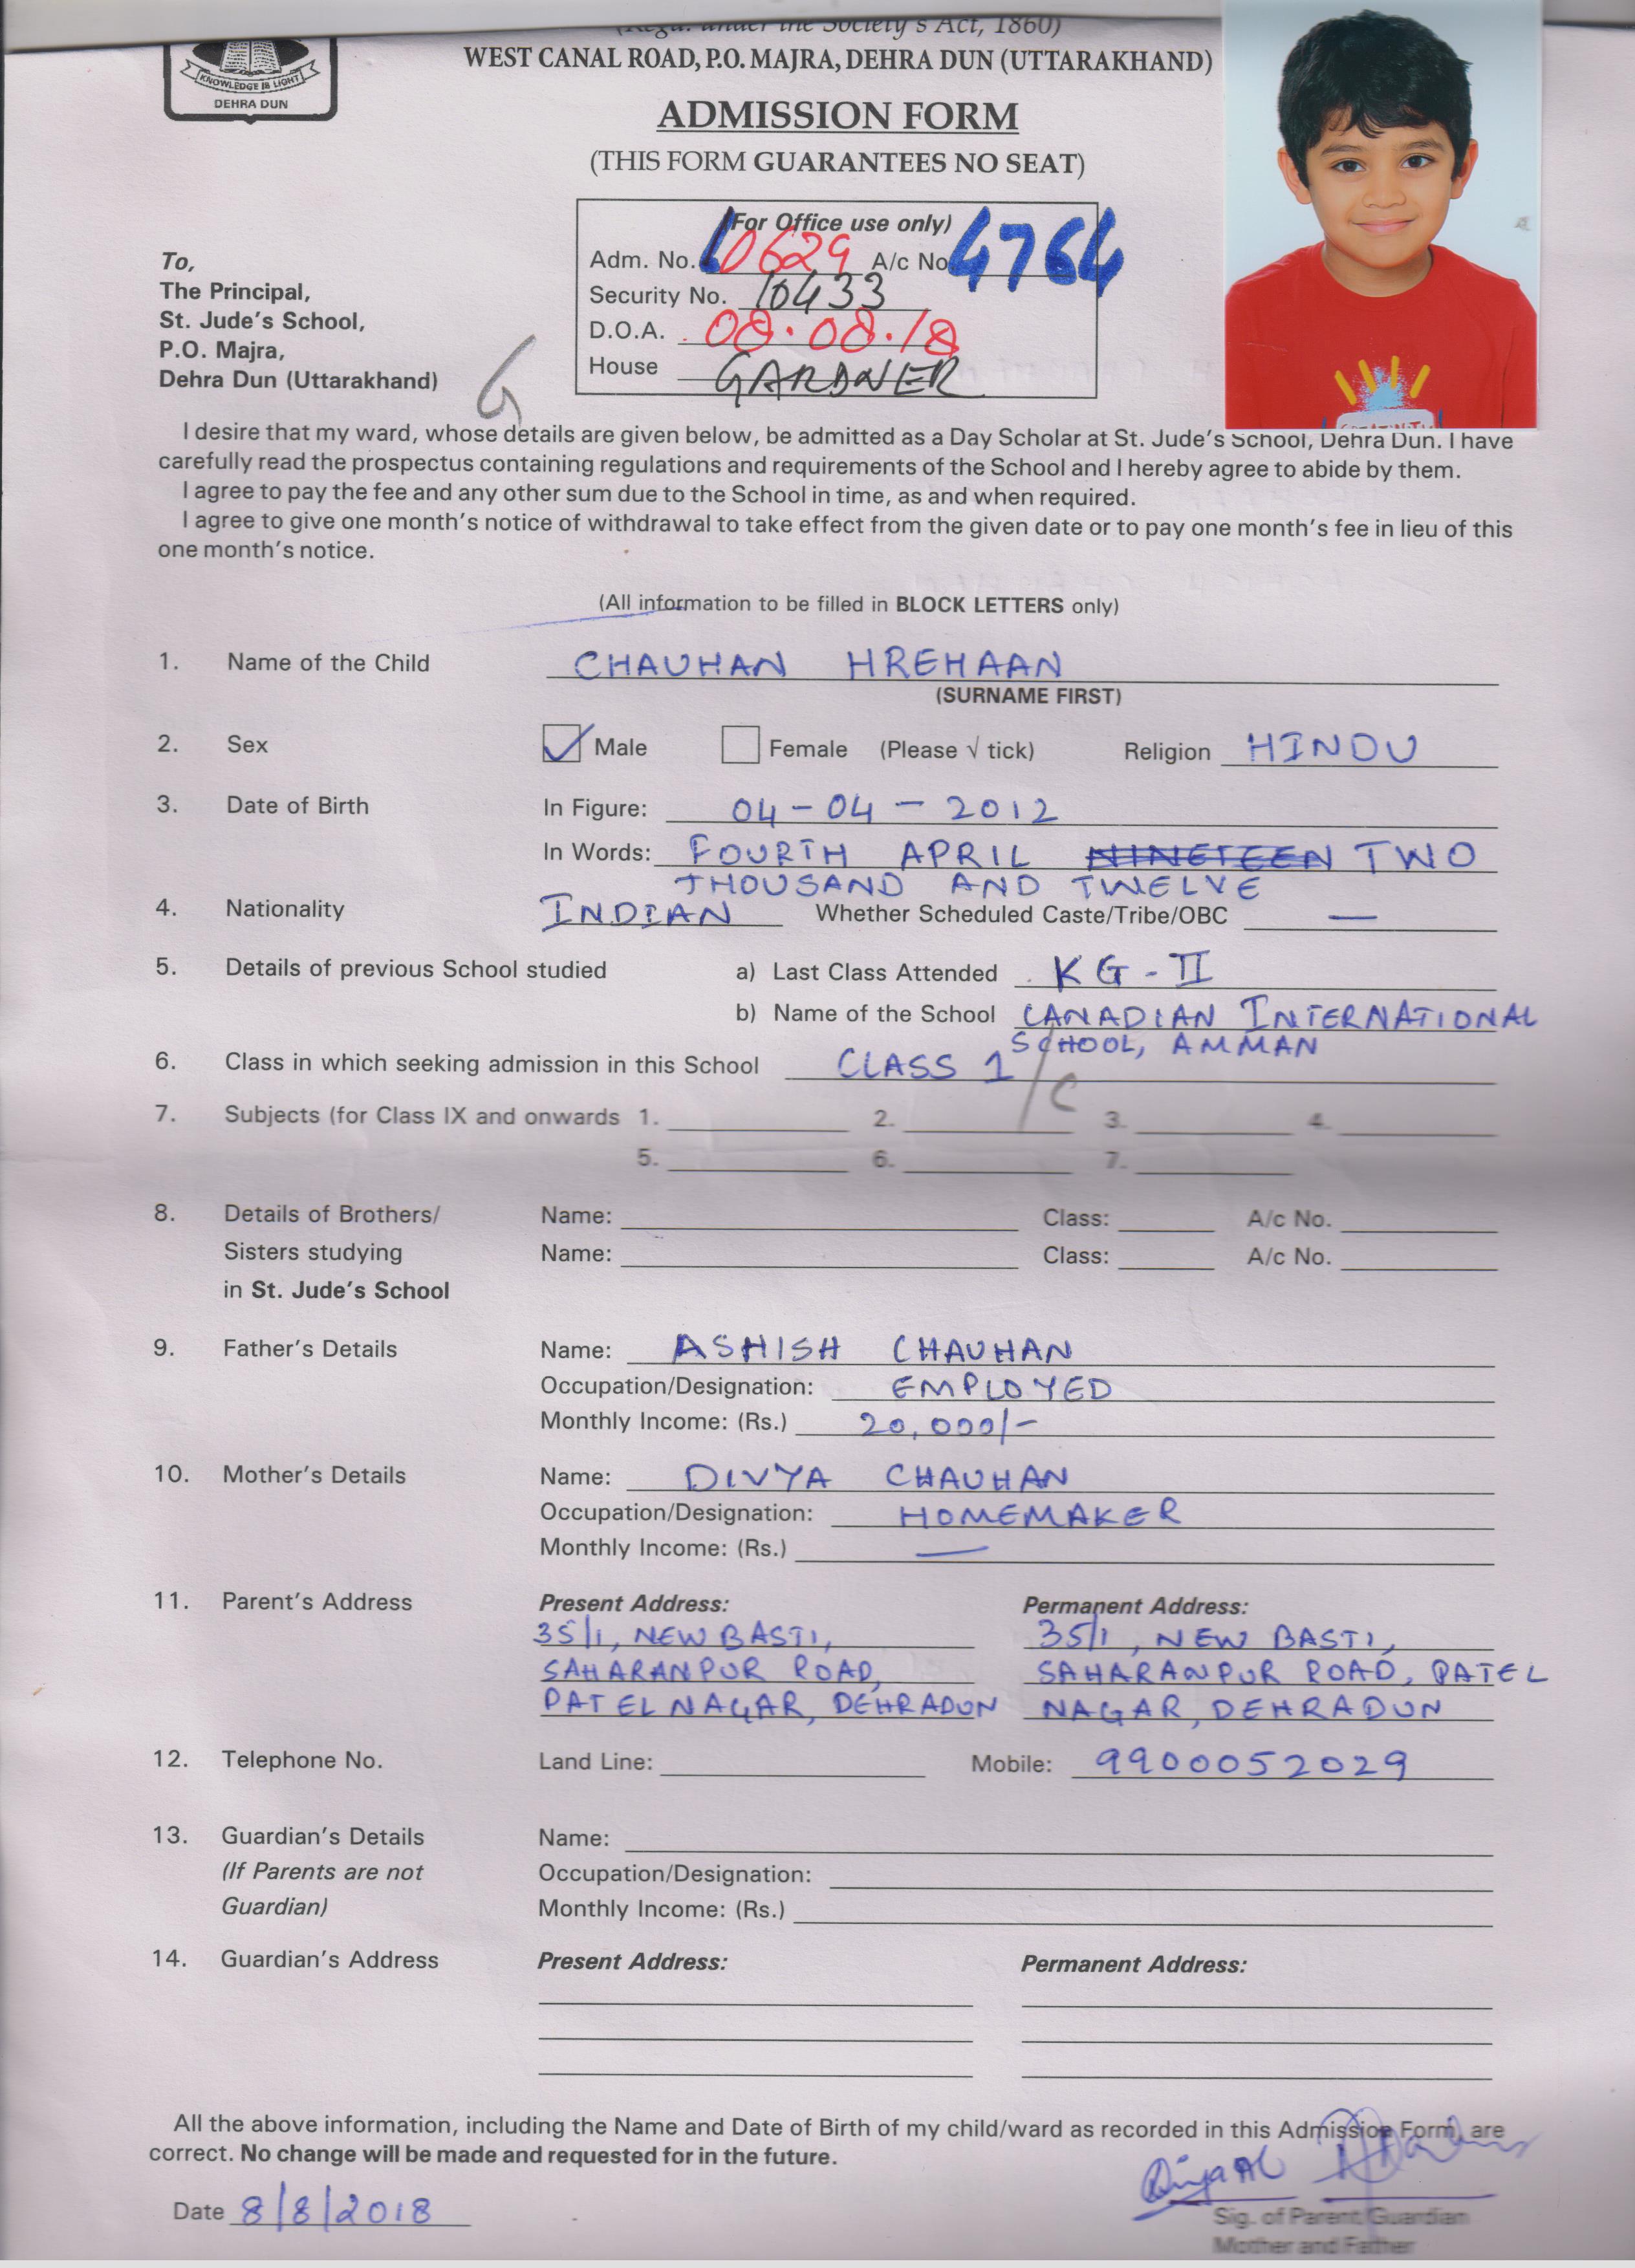 (Regd. under the Society's Act, 1860)
WEST CANAL ROAD, P.O. MAJRA, DEHRA DUN (UTTARAKHAND)
KNOWLEDGE IS LIGHT
DEHRA DUN
ADMISSION FORM
(THIS FORM GUARANTEES NO SEAT)
(For Office use only)
Adm. No. 10629 A/c No 4764
Security No. 10433
D.O.A. 08.08.18
House GARDNER
To,
The Principal,
St. Jude's School,
P.O. Majra,
Dehra Dun (Uttarakhand)
G
I desire that my ward, whose details are given below, be admitted as a Day Scholar at St. Jude's School, Dehra Dun. I have
carefully read the prospectus containing regulations and requirements of the School and I hereby agree to abide by them.
I agree to pay the fee and any other sum due to the School in time, as and when required.
I agree to give one month's notice of withdrawal to take effect from the given date or to pay one month's fee in lieu of this
one month's notice.
(All information to be filled in BLOCK LETTERS only)
1. Name of the Child CHAUHAN HREHAAN
(SURNAME FIRST)
2. Sex Male Female (Please √ tick) Religion HINDU
3. Date of Birth In Figure: 04-04-2012
In Words: FOURTH APRIL NINETEEN TWO
THOUSAND AND TWELVE
4. Nationality INDIAN Whether Scheduled Caste/Tribe/OBC —
5. Details of previous School studied a) Last Class Attended KG-II
b) Name of the School CANADIAN INTERNATIONAL
SCHOOL, AMMAN
6. Class in which seeking admission in this School CLASS 1/C
7. Subjects (for Class IX and onwards 1. 2. 3. 4.
5. 6. 7.
8. Details of Brothers/ Name: Class: A/c No.
Sisters studying Name: Class: A/c No.
in St. Jude's School
9. Father's Details Name: ASHISH CHAUHAN
Occupation/Designation: EMPLOYED
Monthly Income: (Rs.) 20,000/-
10. Mother's Details Name: DIVYA CHAUHAN
Occupation/Designation: HOMEMAKER
Monthly Income: (Rs.) —
11. Parent's Address Present Address: Permanent Address:
35/1, NEW BASTI, 35/1, NEW BASTI,
SAHARANPUR ROAD, SAHARANPUR ROAD, PATEL
PATEL NAGAR, DEHRADUN NAGAR, DEHRADUN
12. Telephone No. Land Line: Mobile: 9900052029
13. Guardian's Details Name:
(If Parents are not Occupation/Designation:
Guardian) Monthly Income: (Rs.)
14. Guardian's Address Present Address: Permanent Address:
All the above information, including the Name and Date of Birth of my child/ward as recorded in this Admission Form, are
correct. No change will be made and requested for in the future.
Date 8/8/2018
Sig. of Parent/Guardian
Mother and Father